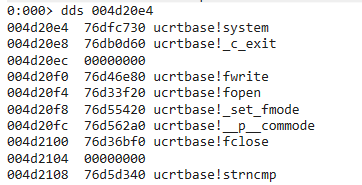 0:000> dds 004d20e4
004d20e4  76dfc730 ucrtbase!system
004d20e8  76db0d60 ucrtbase!_c_exit
004d20ec  00000000
004d20f0  76d46e80 ucrtbase!fwrite
004d20f4  76d33f20 ucrtbase!fopen
004d20f8  76d55420 ucrtbase!_set_fmode
004d20fc  76d562a0 ucrtbase!__p__commode
004d2100  76d36bf0 ucrtbase!fclose
004d2104  00000000
004d2108  76d5d340 ucrtbase!strncmp